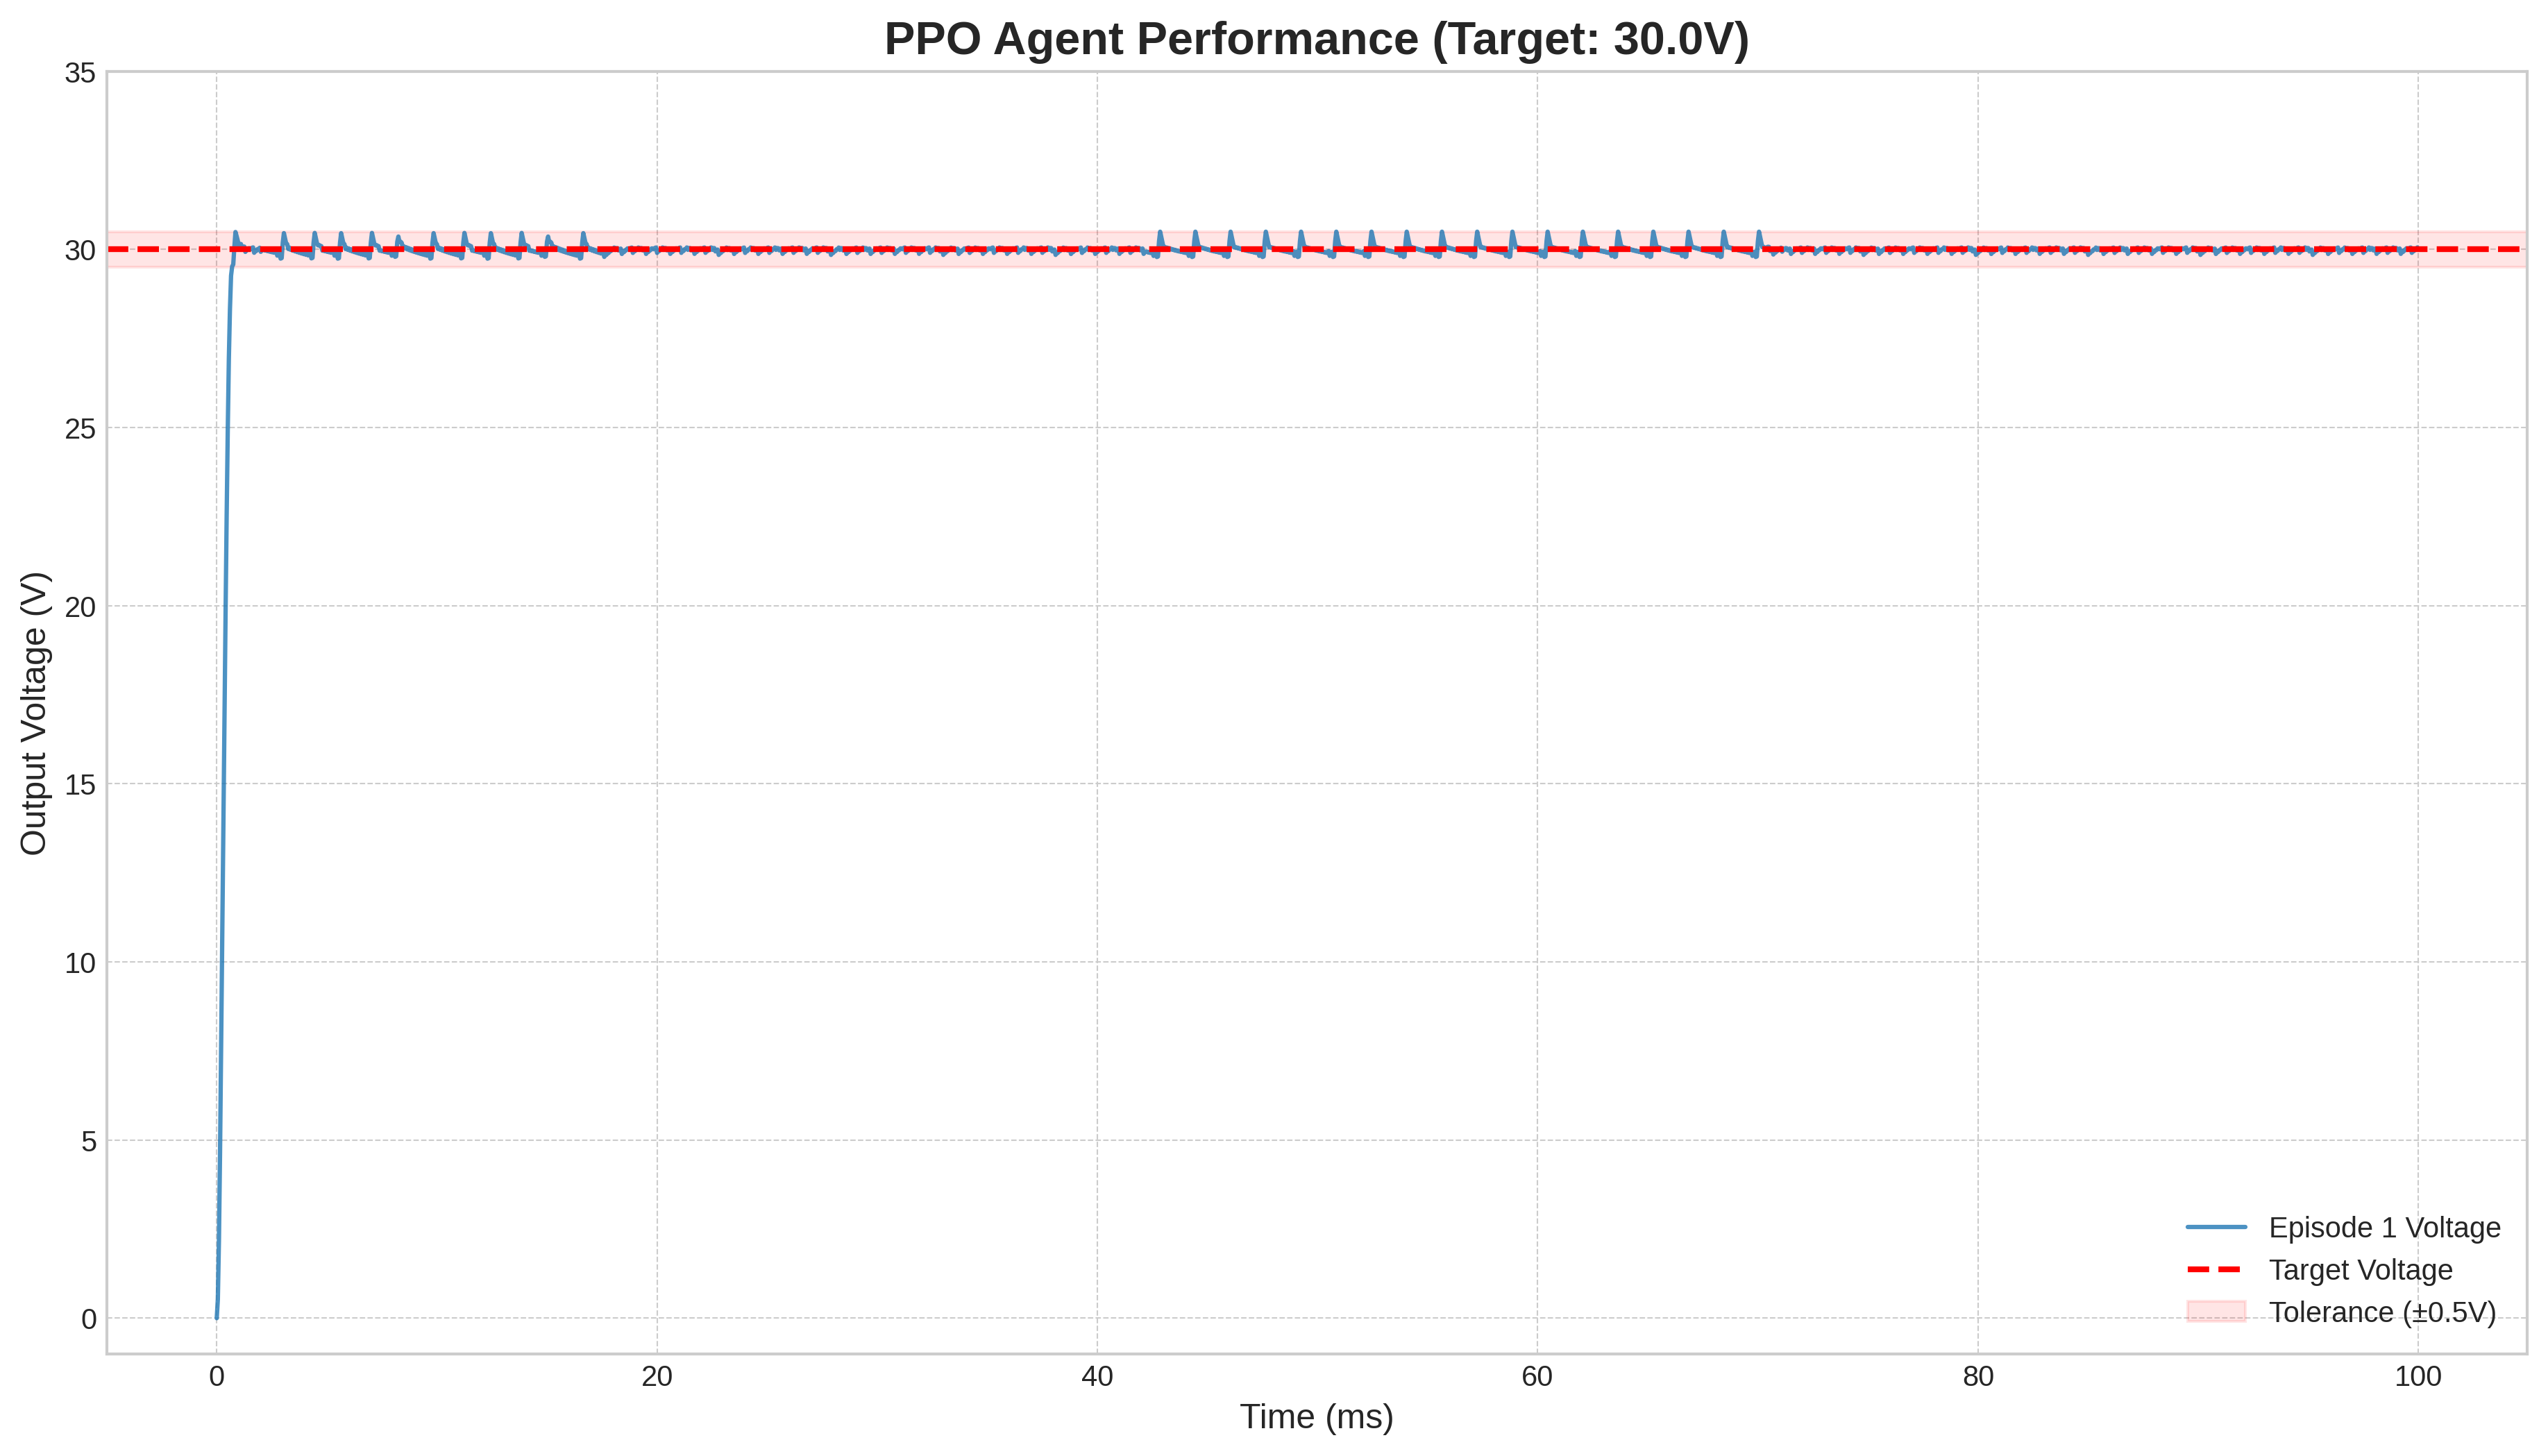 PPO Agent Performance (Target: 30.0V)
35
30
25
20
15
10
5
0
Output Voltage (V)
0 20 40 60 80 100
Time (ms)
Episode 1 Voltage
Target Voltage
Tolerance (±0.5V)